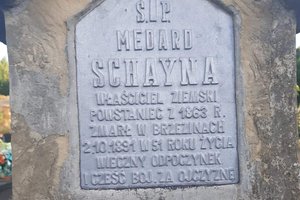 Ś.P.
MEDARD
SCHAYNA
WŁAŚCICIEL ZIEMSKI
POWSTANIEC Z 1863 R.
ZMARŁ W BRZEZINACH
2.10.1891 W 51 ROKU ŻYCIA
WIECZNY ODPOCZYNEK
I CZEŚĆ BOJ. ZA OJCZYZNĘ